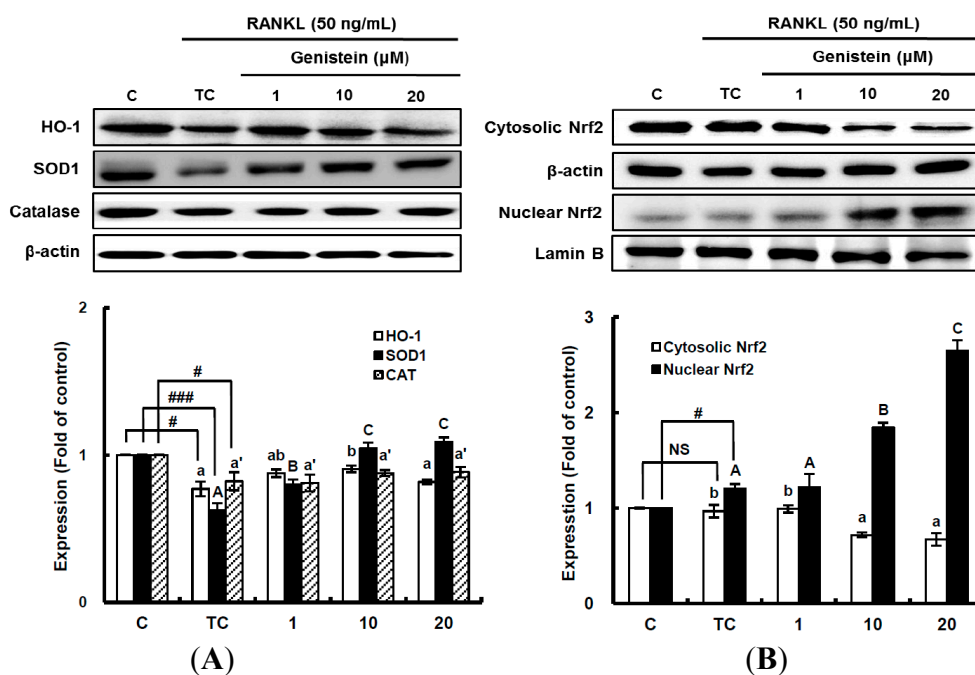 RANKL (50 ng/mL)
Genistein (µM)
C TC 1 10 20
HO-1
SOD1
Catalase
β-actin
2
1
0
Expression (Fold of control)
HO-1
SOD1
CAT
#
###
#
a A a'
ab B a'
b C a'
a C a'
C TC 1 10 20
(A)
RANKL (50 ng/mL)
Genistein (µM)
C TC 1 10 20
Cytosolic Nrf2
β-actin
Nuclear Nrf2
Lamin B
3
2
1
0
Expresstion (Fold of control)
Cytosolic Nrf2
Nuclear Nrf2
#
NS
b A
b A
a B
a C
C TC 1 10 20
(B)